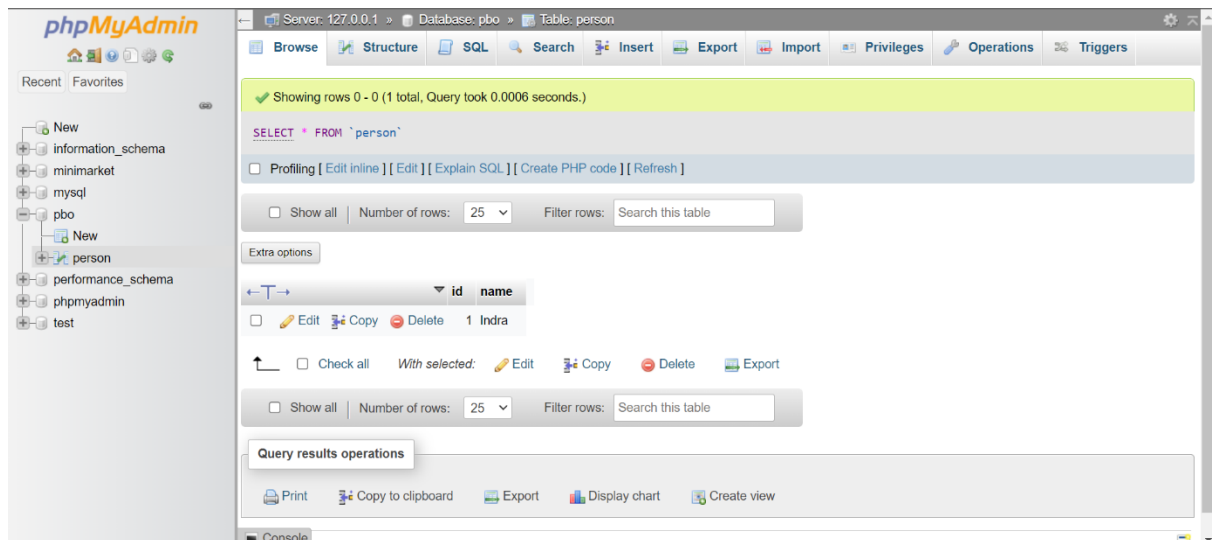 phpMyAdmin
Recent Favorites
New
information_schema
minimarket
mysql
pbo
New
person
performance_schema
phpmyadmin
test
Server: 127.0.0.1 » Database: pbo » Table: person
Browse Structure SQL Search Insert Export Import Privileges Operations Triggers
Showing rows 0 - 0 (1 total, Query took 0.0006 seconds.)
SELECT * FROM `person`
Profiling [ Edit inline ] [ Edit ] [ Explain SQL ] [ Create PHP code ] [ Refresh ]
Show all | Number of rows: 25 Filter rows: Search this table
Extra options
←T→ id name
Edit Copy Delete 1 Indra
Check all With selected: Edit Copy Delete Export
Show all | Number of rows: 25 Filter rows: Search this table
Query results operations
Print Copy to clipboard Export Display chart Create view
Console